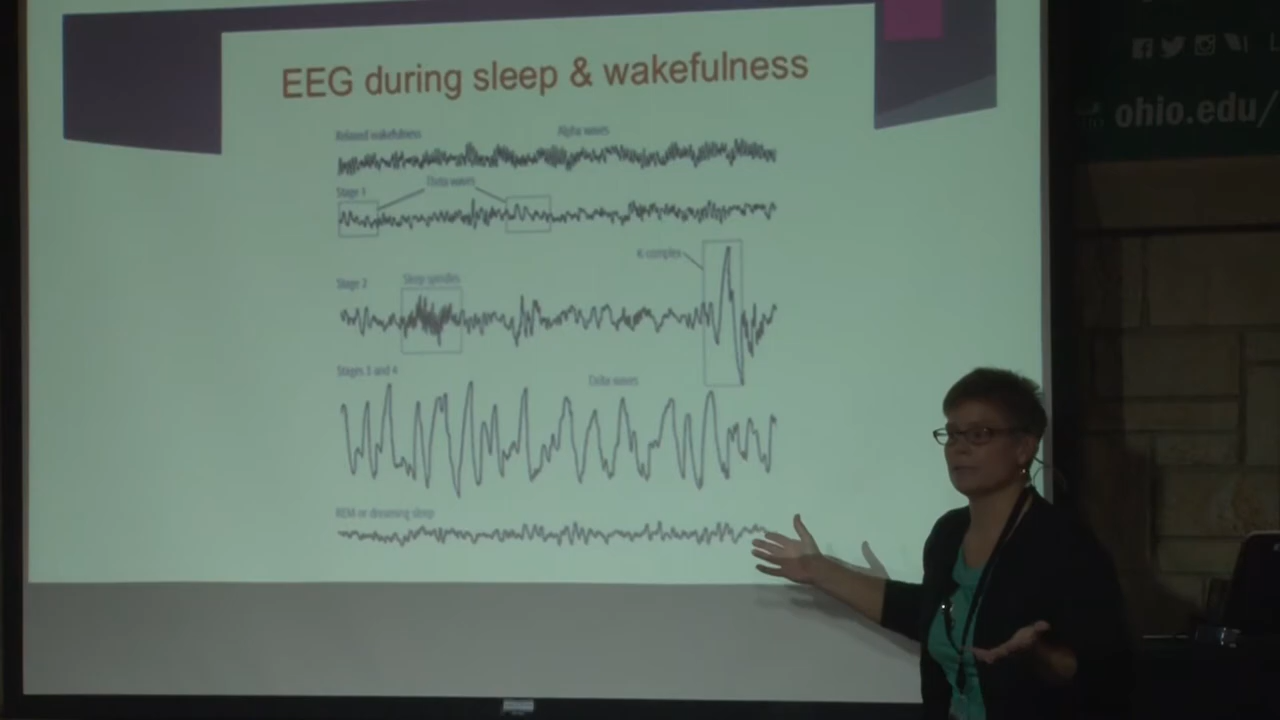 EEG during sleep & wakefulness
Relaxed wakefulness
Alpha waves
Stage 1
Theta waves
K complex
Stage 2
Sleep spindles
Stages 3 and 4
Delta waves
REM or dreaming sleep
ohio.edu/